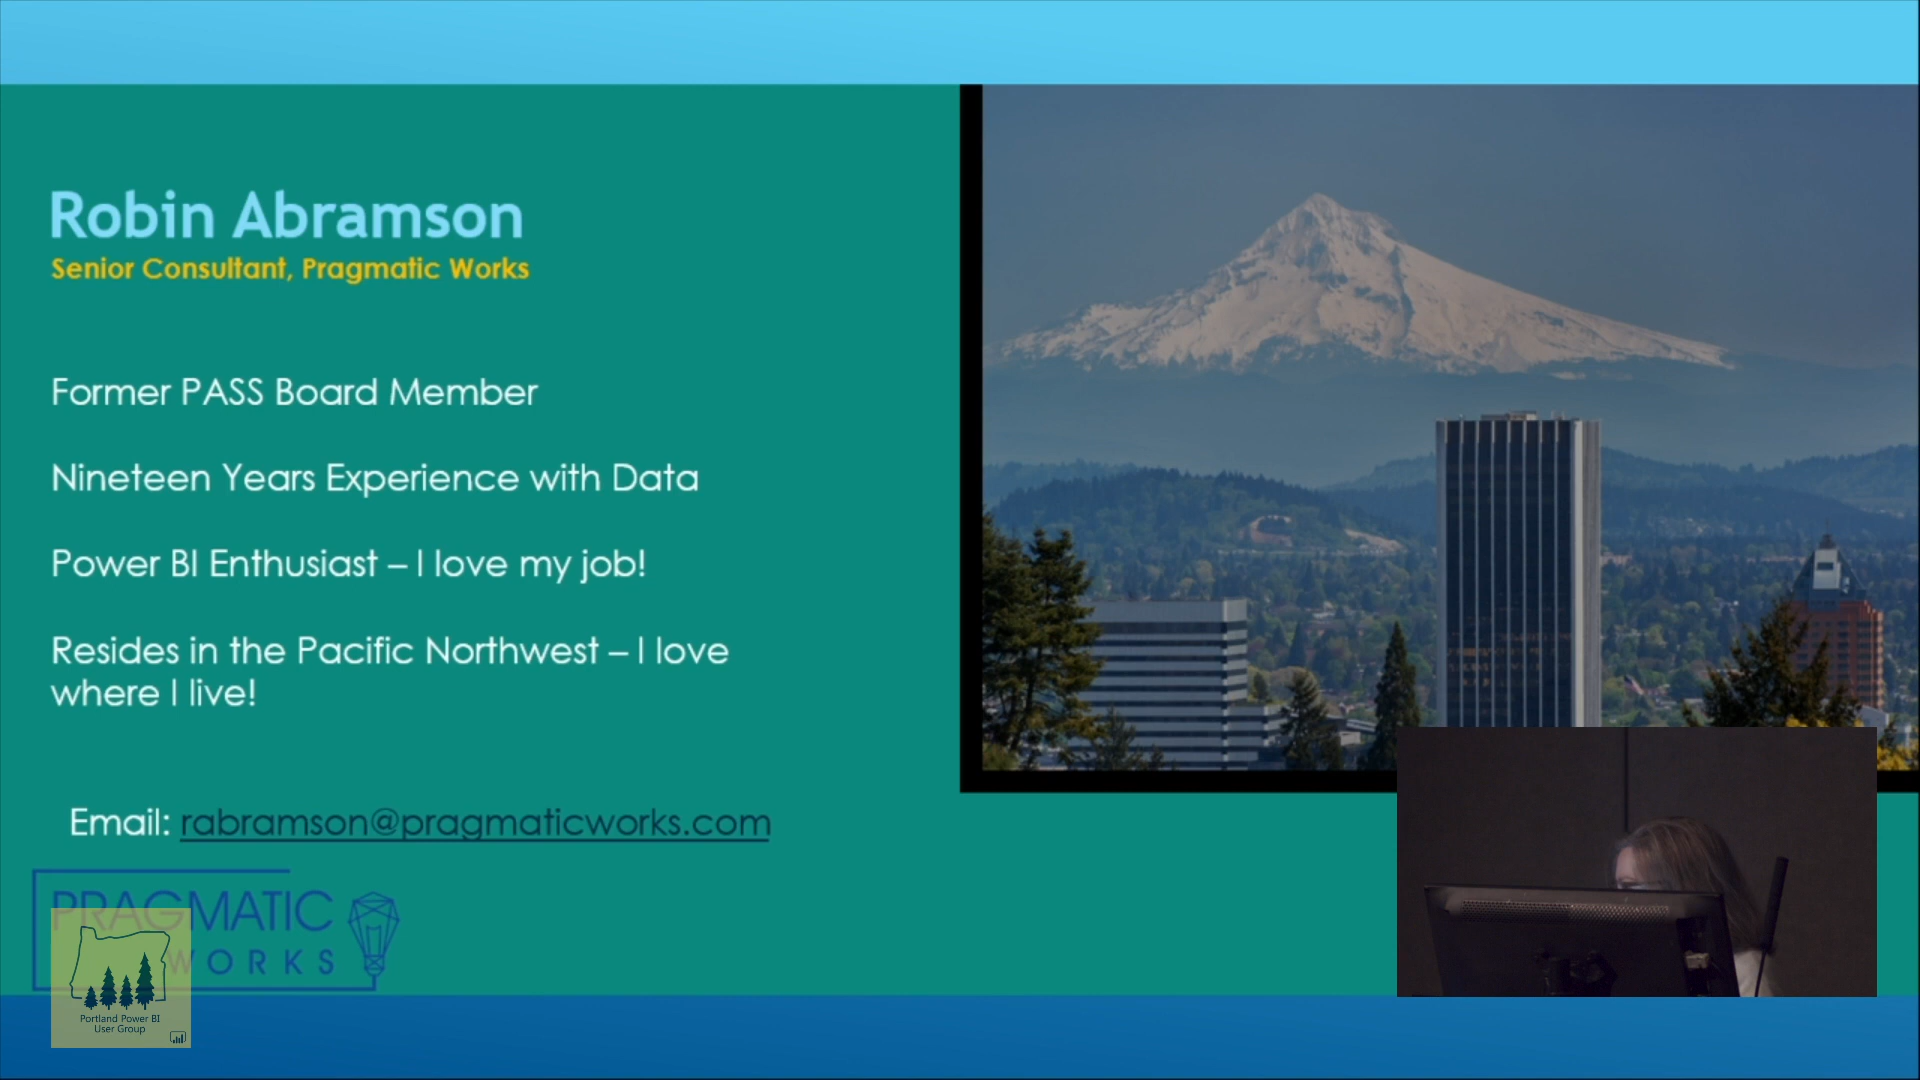 Robin Abramson
Senior Consultant, Pragmatic Works
Former PASS Board Member
Nineteen Years Experience with Data
Power BI Enthusiast – I love my job!
Resides in the Pacific Northwest – I love
where I live!
Email: rabramson@pragmaticworks.com
PRAGMATIC
WORKS
Portland Power BI
User Group